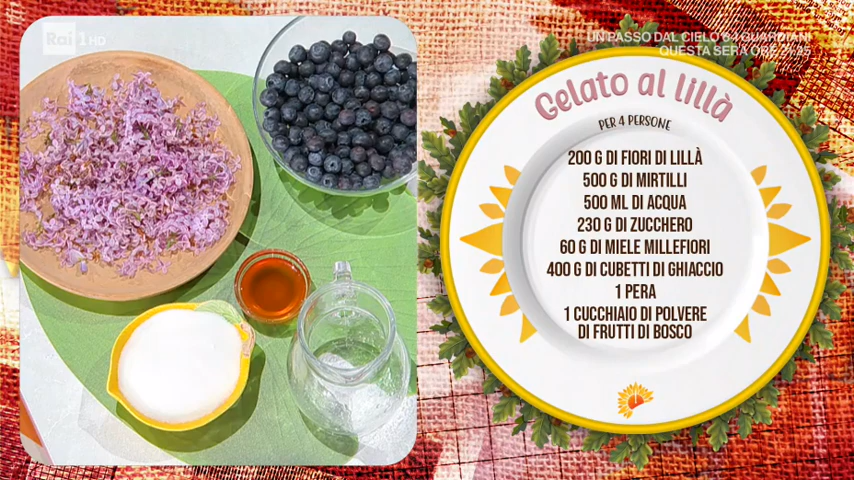 Rai 1 HD
UN PASSO DAL CIELO 8 I GUARDIANI
QUESTA SERA ORE 21:25
Gelato al lillà
PER 4 PERSONE
200 G DI FIORI DI LILLÀ
500 G DI MIRTILLI
500 ML DI ACQUA
230 G DI ZUCCHERO
60 G DI MIELE MILLEFIORI
400 G DI CUBETTI DI GHIACCIO
1 PERA
1 CUCCHIAIO DI POLVERE
DI FRUTTI DI BOSCO